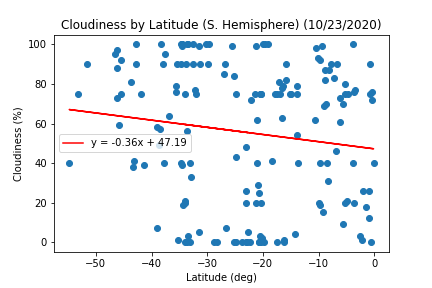 Cloudiness by Latitude (S. Hemisphere) (10/23/2020)
100
80
60
40
20
0
Cloudiness (%)
y = -0.36x + 47.19
−50 −40 −30 −20 −10 0
Latitude (deg)